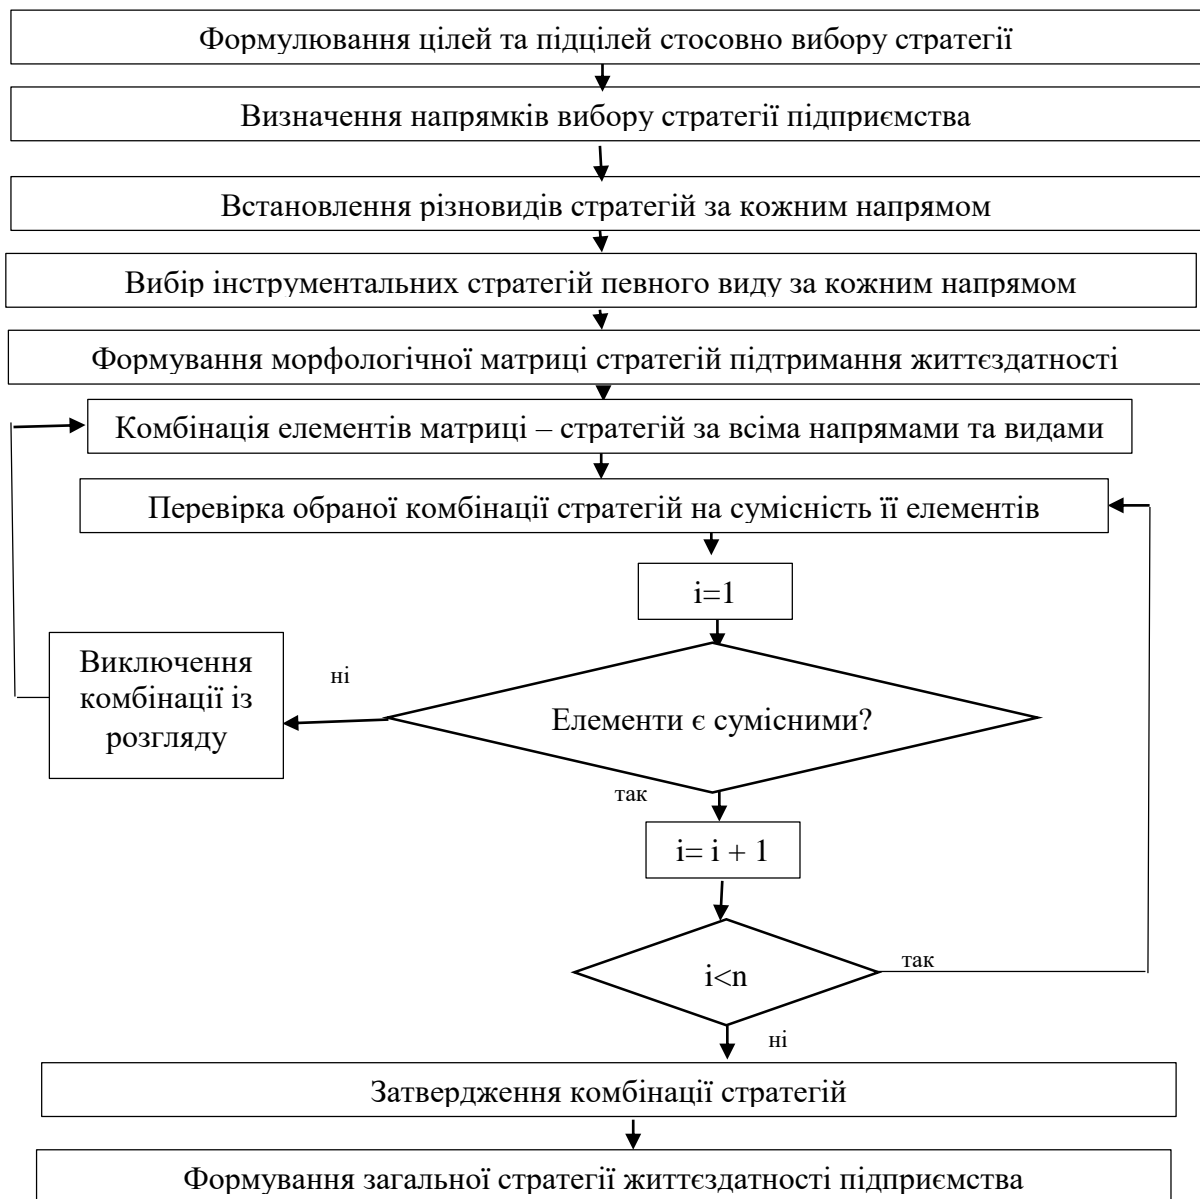 Формулювання цілей та підцілей стосовно вибору стратегії
Визначення напрямків вибору стратегії підприємства
Встановлення різновидів стратегій за кожним напрямом
Вибір інструментальних стратегій певного виду за кожним напрямом
Формування морфологічної матриці стратегій підтримання життєздатності
Комбінація елементів матриці – стратегій за всіма напрямами та видами
Перевірка обраної комбінації стратегій на сумісність її елементів
i=1
Виключення
комбінації із
розгляду
ні
Елементи є сумісними?
так
i= i + 1
i<n
так
ні
Затвердження комбінації стратегій
Формування загальної стратегії життєздатності підприємства